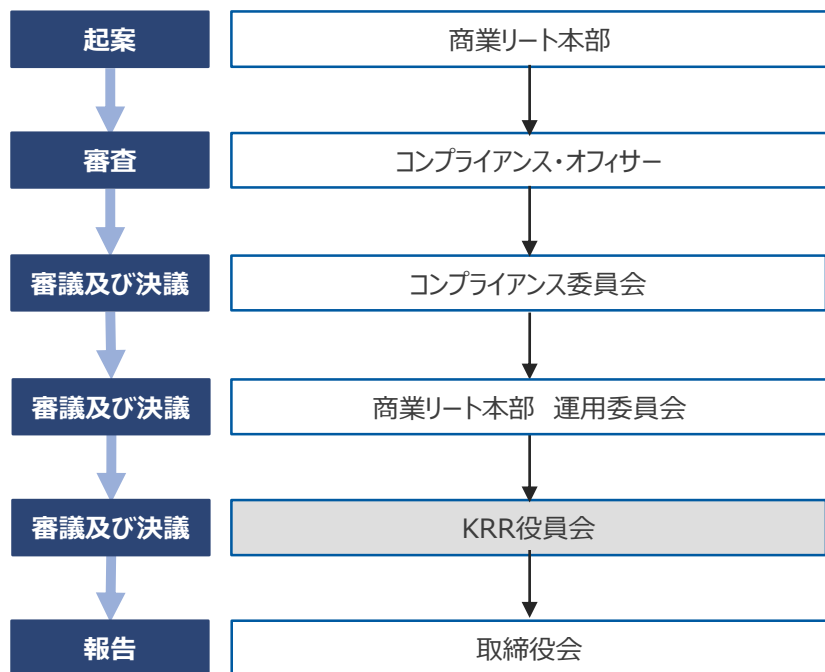 起案
商業リート本部
審査
コンプライアンス・オフィサー
審議及び決議
コンプライアンス委員会
審議及び決議
商業リート本部　運用委員会
審議及び決議
KRR役員会
報告
取締役会